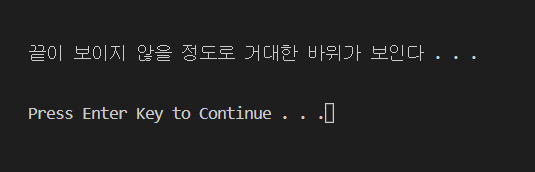 끝이 보이지 않을 정도로 거대한 바위가 보인다 . . .
Press Enter Key to Continue . . .